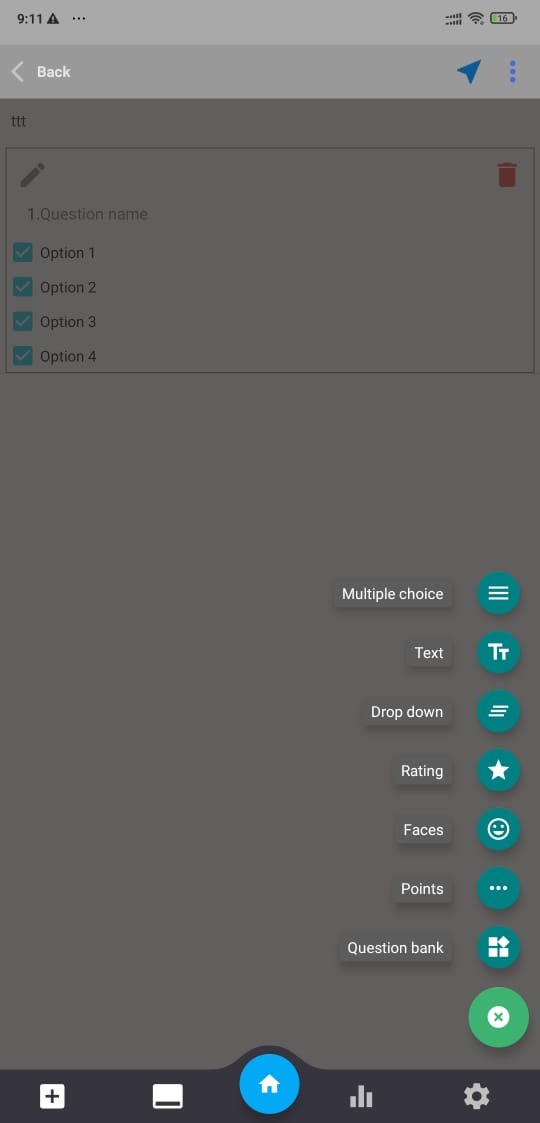 9:11
16
Back
ttt
1.Question name
Option 1
Option 2
Option 3
Option 4
Multiple choice
Text
Drop down
Rating
Faces
Points
Question bank